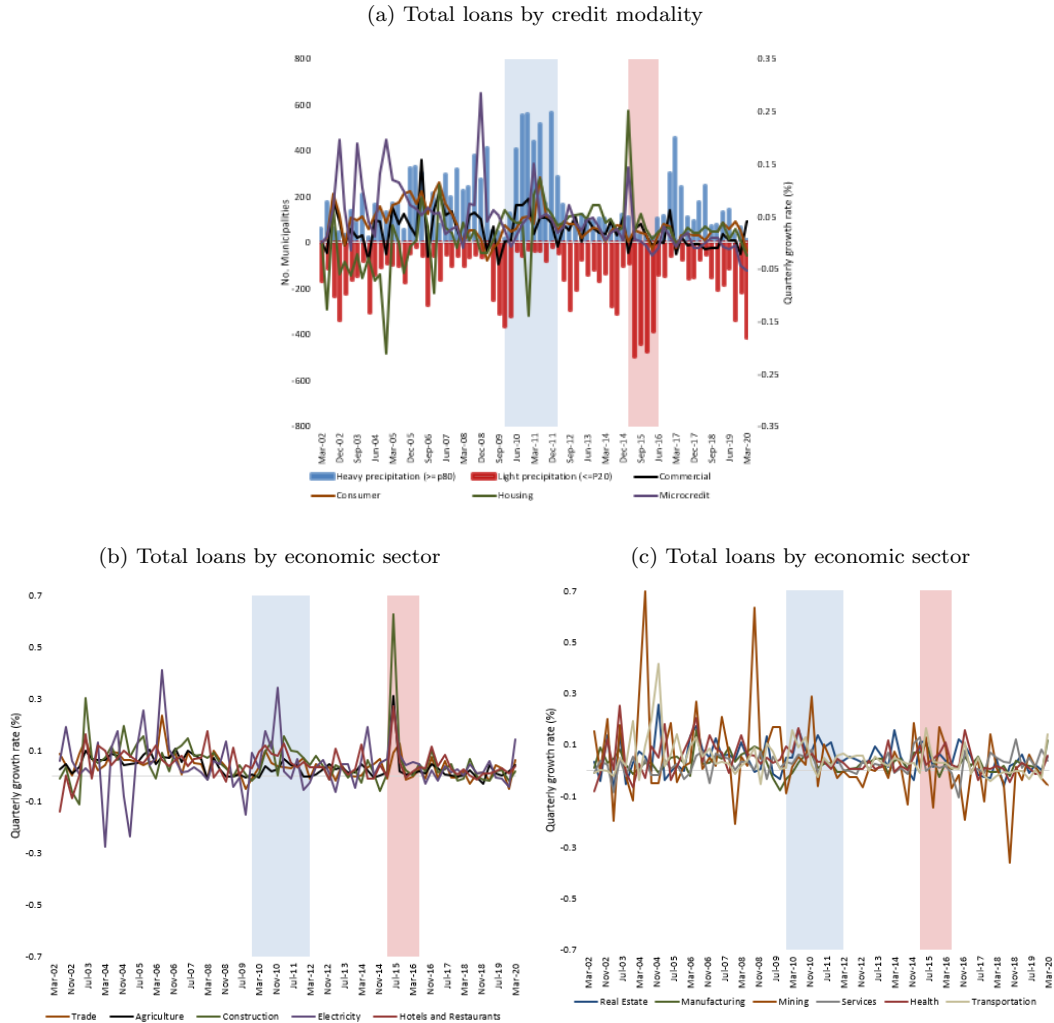 (a) Total loans by credit modality
800
600
400
200
0
-200
-400
-600
-800
No. Municipalities
0.35
0.25
0.15
0.05
-0.05
-0.15
-0.25
-0.35
Quarterly growth rate (%)
Mar-02
Dec-02
Sep-03
Jun-04
Mar-05
Dec-05
Sep-06
Jun-07
Mar-08
Dec-08
Sep-09
Jun-10
Mar-11
Dec-11
Sep-12
Jun-13
Mar-14
Dec-14
Sep-15
Jun-16
Mar-17
Dec-17
Sep-18
Jun-19
Mar-20
Heavy precipitation (>=p80) Light precipitation (<=P20) Commercial
Consumer Housing Microcredit
(b) Total loans by economic sector
0.7
0.5
0.3
0.1
-0.1
-0.3
-0.5
-0.7
Quarterly growth rate (%)
Mar-02
Nov-02
Jul-03
Mar-04
Nov-04
Jul-05
Mar-06
Nov-06
Jul-07
Mar-08
Nov-08
Jul-09
Mar-10
Nov-10
Jul-11
Mar-12
Nov-12
Jul-13
Mar-14
Nov-14
Jul-15
Mar-16
Nov-16
Jul-17
Mar-18
Nov-18
Jul-19
Mar-20
Trade Agriculture Construction Electricity Hotels and Restaurants
(c) Total loans by economic sector
0.7
0.5
0.3
0.1
-0.1
-0.3
-0.5
-0.7
Quarterly growth rate (%)
Mar-02
Nov-02
Jul-03
Mar-04
Nov-04
Jul-05
Mar-06
Nov-06
Jul-07
Mar-08
Nov-08
Jul-09
Mar-10
Nov-10
Jul-11
Mar-12
Nov-12
Jul-13
Mar-14
Nov-14
Jul-15
Mar-16
Nov-16
Jul-17
Mar-18
Nov-18
Jul-19
Mar-20
Real Estate Manufacturing Mining Services Health Transportation